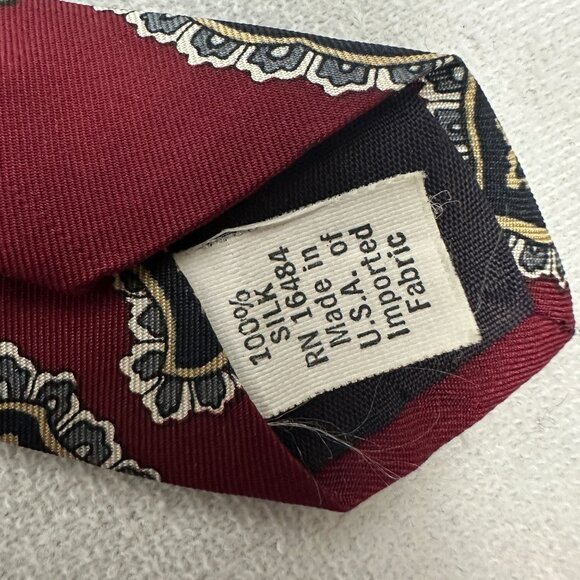 100%
SILK
RN 16484
Made in
U.S.A. of
Imported
Fabric